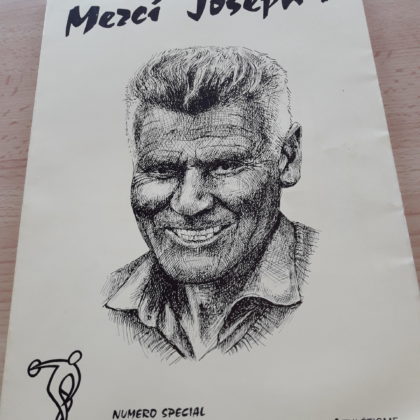 Merci Joseph !
NUMERO SPECIAL